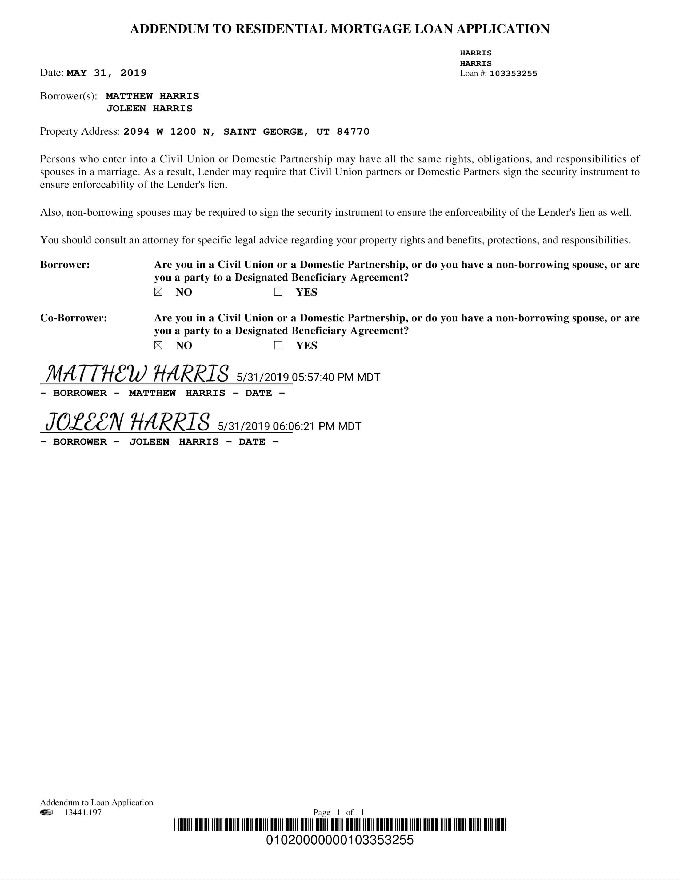 ADDENDUM TO RESIDENTIAL MORTGAGE LOAN APPLICATION
HARRIS
HARRIS
Date: MAY 31, 2019
Loan #: 103353255
Borrower(s): MATTHEW HARRIS
JOLEEN HARRIS
Property Address: 2094 W 1200 N, SAINT GEORGE, UT 84770
Persons who enter into a Civil Union or Domestic Partnership may have all the same rights, obligations, and responsibilities of
spouses in a marriage. As a result, Lender may require that Civil Union partners or Domestic Partners sign the security instrument to
ensure enforceability of the Lender's lien.
Also, non-borrowing spouses may be required to sign the security instrument to ensure the enforceability of the Lender's lien as well.
You should consult an attorney for specific legal advice regarding your property rights and benefits, protections, and responsibilities.
Borrower: Are you in a Civil Union or a Domestic Partnership, or do you have a non-borrowing spouse, or are
you a party to a Designated Beneficiary Agreement?
☒ NO ☐ YES
Co-Borrower: Are you in a Civil Union or a Domestic Partnership, or do you have a non-borrowing spouse, or are
you a party to a Designated Beneficiary Agreement?
☒ NO ☐ YES
MATTHEW HARRIS 5/31/2019 05:57:40 PM MDT
- BORROWER - MATTHEW HARRIS - DATE -
JOLEEN HARRIS 5/31/2019 06:06:21 PM MDT
- BORROWER - JOLEEN HARRIS - DATE -
Addendum to Loan Application
13441.197 Page 1 of 1
01020000000103353255